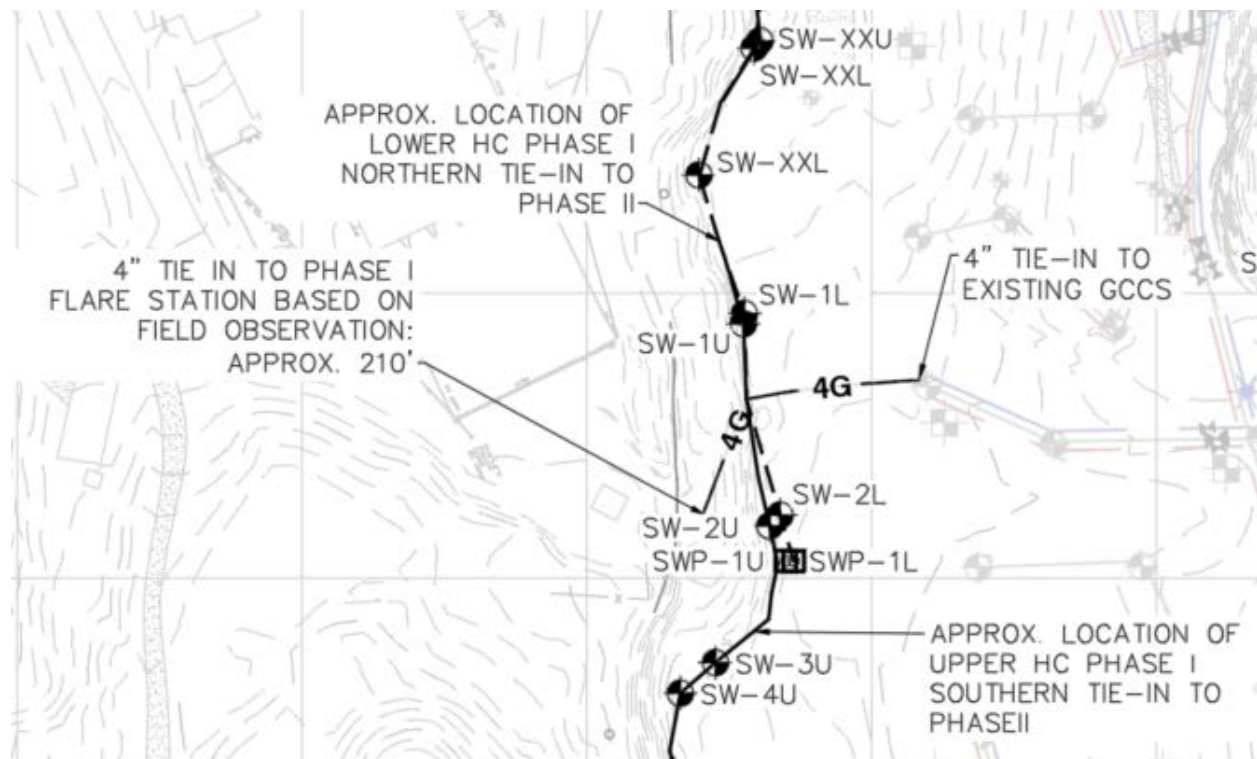 SW-XXU
SW-XXL
APPROX. LOCATION OF
LOWER HC PHASE I
NORTHERN TIE-IN TO
PHASE II
SW-XXL
4" TIE IN TO PHASE I
FLARE STATION BASED ON
FIELD OBSERVATION:
APPROX. 210'
4" TIE-IN TO
EXISTING GCCS
S
SW-1L
SW-1U
4G
4G
SW-2L
SW-2U
SWP-1U
SWP-1L
APPROX. LOCATION OF
UPPER HC PHASE I
SOUTHERN TIE-IN TO
PHASEII
SW-3U
SW-4U